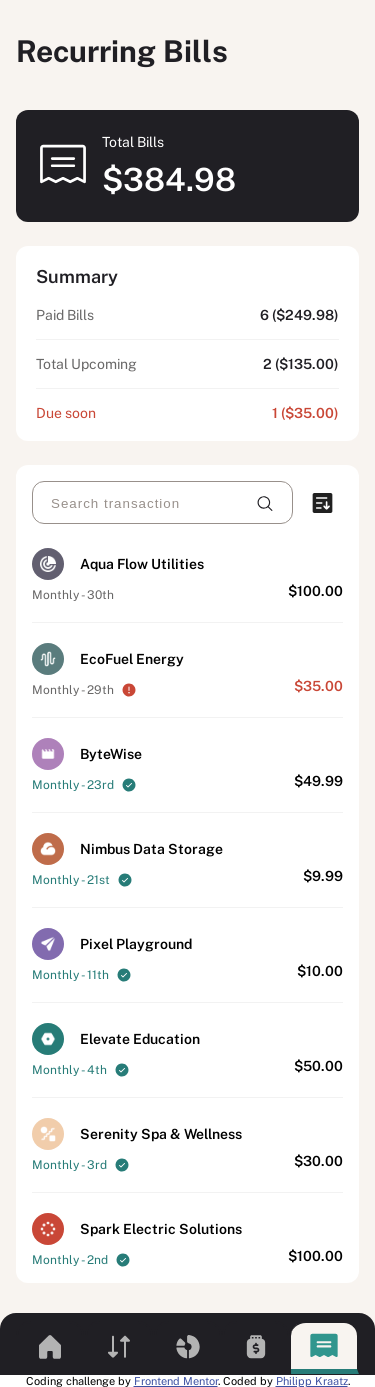 Recurring Bills
Total Bills
$384.98
Summary
Paid Bills 6 ($249.98)
Total Upcoming 2 ($135.00)
Due soon 1 ($35.00)
Search transaction
Aqua Flow Utilities
Monthly - 30th $100.00
EcoFuel Energy
Monthly - 29th $35.00
ByteWise
Monthly - 23rd $49.99
Nimbus Data Storage
Monthly - 21st $9.99
Pixel Playground
Monthly - 11th $10.00
Elevate Education
Monthly - 4th $50.00
Serenity Spa & Wellness
Monthly - 3rd $30.00
Spark Electric Solutions
Monthly - 2nd $100.00
Coding challenge by Frontend Mentor. Coded by Philipp Kraatz.